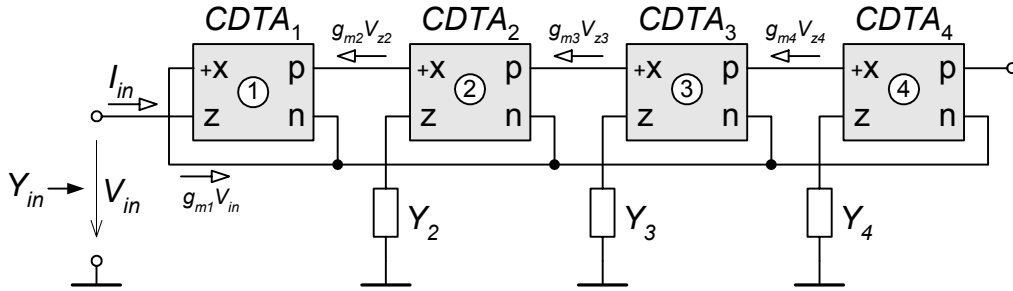 CDTA1 CDTA2 CDTA3 CDTA4
gm2Vz2 gm3Vz3 gm4Vz4
+x p +x p +x p +x p
Iin 1 2 3 4
z n z n z n z n
Yin Vin gm1Vin Y2 Y3 Y4